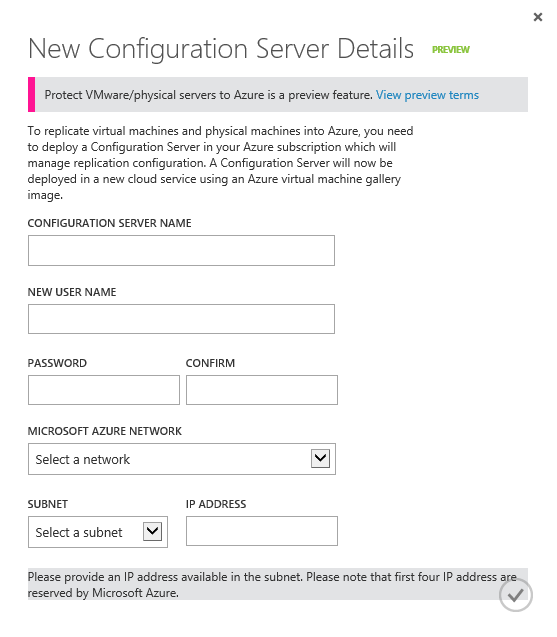 New Configuration Server Details PREVIEW
Protect VMware/physical servers to Azure is a preview feature. View preview terms
To replicate virtual machines and physical machines into Azure, you need
to deploy a Configuration Server in your Azure subscription which will
manage replication configuration. A Configuration Server will now be
deployed in a new cloud service using an Azure virtual machine gallery
image.
CONFIGURATION SERVER NAME
NEW USER NAME
PASSWORD CONFIRM
MICROSOFT AZURE NETWORK
Select a network
SUBNET IP ADDRESS
Select a subnet
Please provide an IP address available in the subnet. Please note that first four IP address are
reserved by Microsoft Azure.